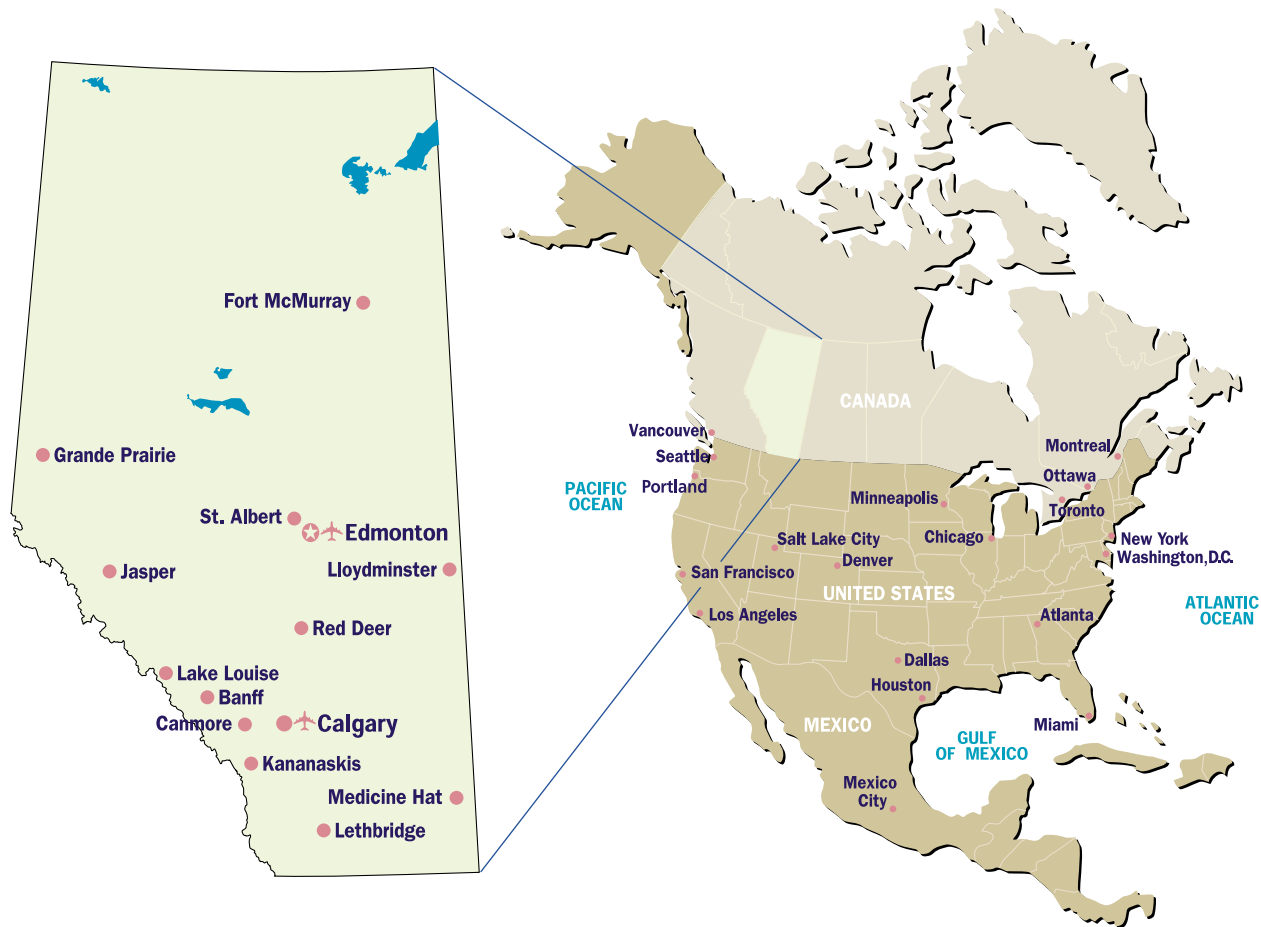 Fort McMurray
Grande Prairie
St. Albert
Edmonton
Jasper
Lloydminster
Red Deer
Lake Louise
Banff
Canmore
Calgary
Kananaskis
Medicine Hat
Lethbridge
CANADA
Vancouver
Seattle
Portland
PACIFIC
OCEAN
Montreal
Ottawa
Toronto
Minneapolis
Chicago
New York
Washington,D.C.
Salt Lake City
Denver
San Francisco
UNITED STATES
Los Angeles
Atlanta
ATLANTIC
OCEAN
Dallas
Houston
MEXICO
Miami
GULF
OF MEXICO
Mexico
City